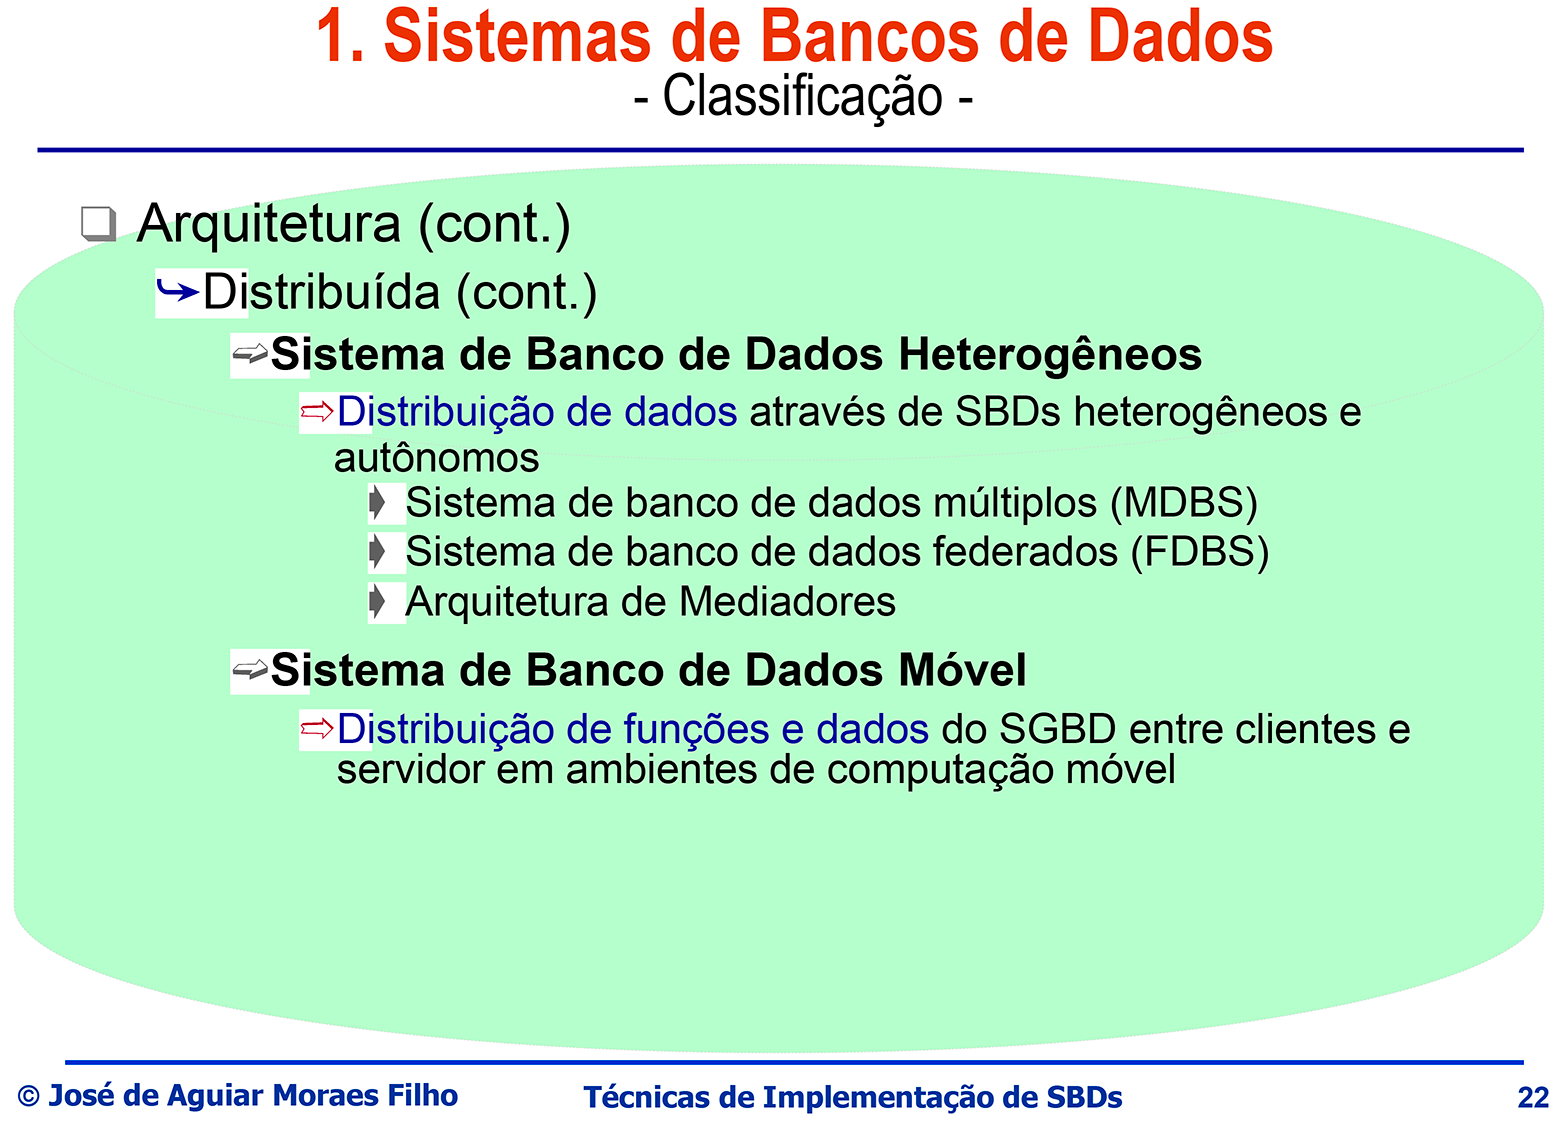 1. Sistemas de Bancos de Dados
- Classificação -
Arquitetura (cont.)
Distribuída (cont.)
Sistema de Banco de Dados Heterogêneos
Distribuição de dados através de SBDs heterogêneos e
autônomos
Sistema de banco de dados múltiplos (MDBS)
Sistema de banco de dados federados (FDBS)
Arquitetura de Mediadores
Sistema de Banco de Dados Móvel
Distribuição de funções e dados do SGBD entre clientes e
servidor em ambientes de computação móvel
© José de Aguiar Moraes Filho
Técnicas de Implementação de SBDs
22